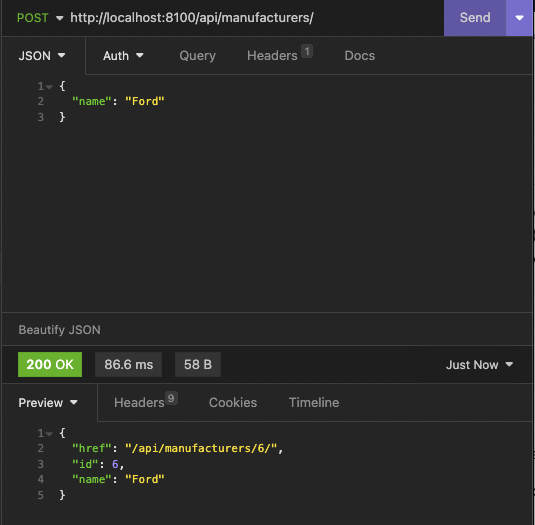 POST http://localhost:8100/api/manufacturers/ Send
JSON Auth Query Headers 1 Docs
1 {
2 "name": "Ford"
3 }
Beautify JSON
200 OK 86.6 ms 58 B Just Now
Preview Headers 9 Cookies Timeline
1 {
2 "href": "/api/manufacturers/6/",
3 "id": 6,
4 "name": "Ford"
5 }